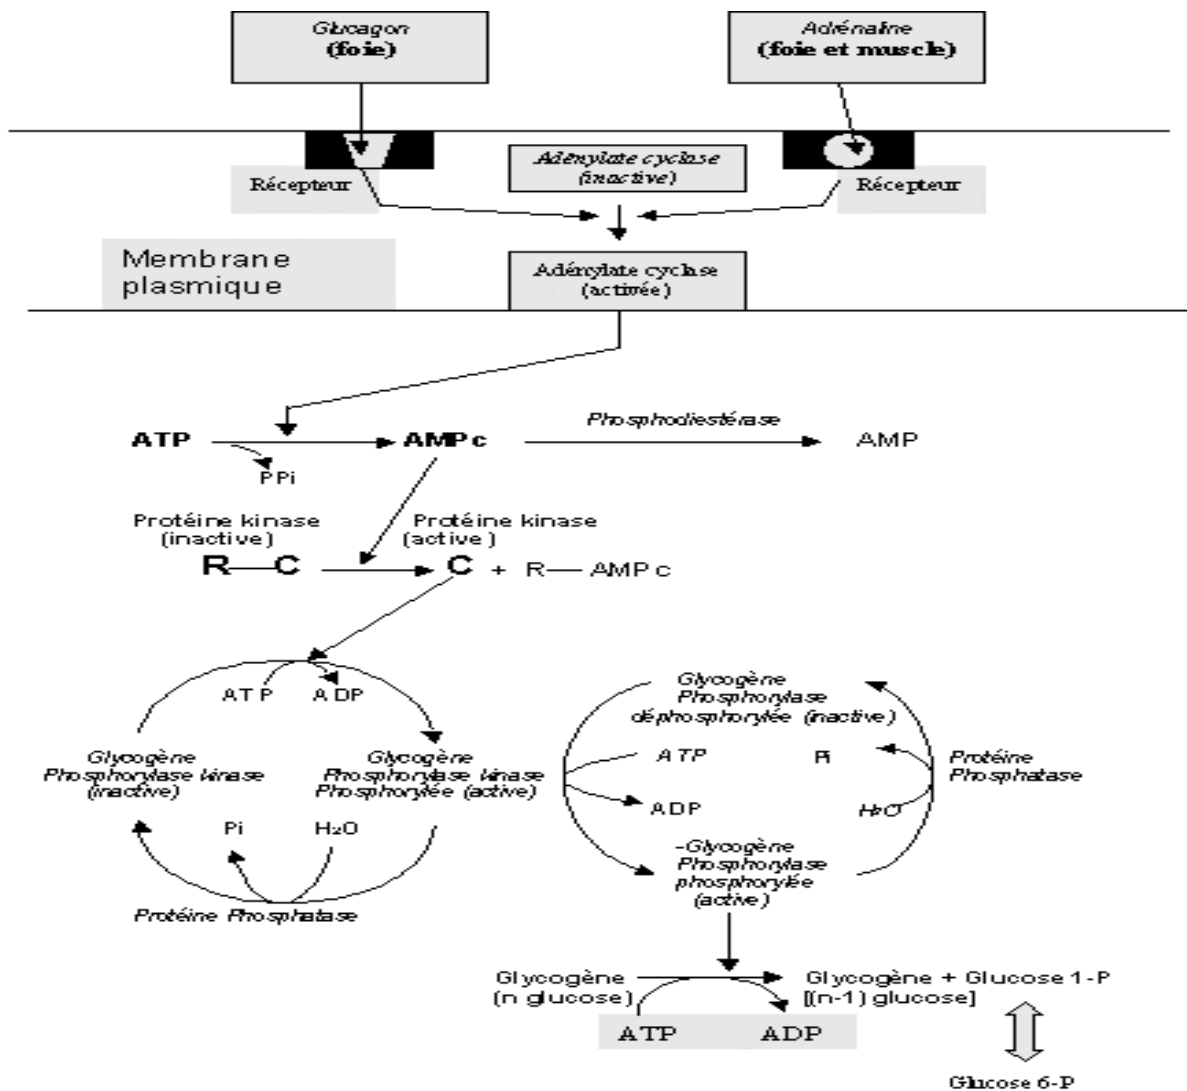 Glucagon
(foie)
Adrénaline
(foie et muscle)
Adénylate cyclase
(inactive)
Récepteur
Récepteur
Membrane
plasmique
Adénylate cyclase
(activée)
ATP
AMPc
Phosphodiestérase
AMP
PPi
Protéine kinase
(inactive)
Protéine kinase
(active)
R—C
C + R—AMPc
ATP
ADP
Glycogène
Phosphorylase kinase
(inactive)
Glycogène
Phosphorylase kinase
Phosphorylée (active)
Pi
H₂O
Protéine Phosphatase
Glycogène
Phosphorylase
déphosphorylée (inactive)
ATP
Pi
Protéine
Phosphatase
ADP
H₂O
-Glycogène
Phosphorylase
phosphorylée
(active)
Glycogène
(n glucose)
Glycogène + Glucose 1-P
[(n-1) glucose]
ATP
ADP
Glucose 6-P